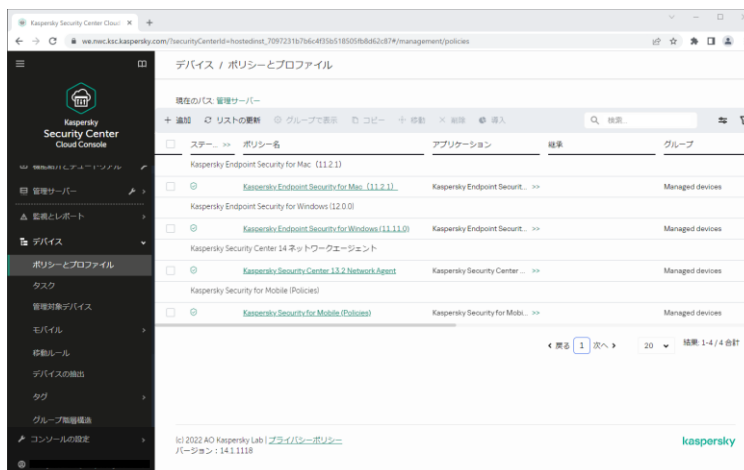 Kaspersky Security Center Cloud
we.nwc.ksc.kaspersky.com/?securityCenterId=hostedinst_7097231b7b6c4f35b518505fb8d62c87#/management/policies
Kaspersky
Security Center
Cloud Console
機能紹介とチュートリアル
管理サーバー
監視とレポート
デバイス
ポリシーとプロファイル
タスク
管理対象デバイス
モバイル
移動ルール
デバイスの抽出
タグ
グループ階層構造
コンソールの設定
デバイス / ポリシーとプロファイル
現在のパス: 管理サーバー
+ 追加 リストの更新 グループで表示 コピー 移動 × 削除 導入 検索...
ステー... >> ポリシー名 アプリケーション 継承 グループ
Kaspersky Endpoint Security for Mac (11.2.1)
Kaspersky Endpoint Security for Mac (11.2.1) Kaspersky Endpoint Securit... >> Managed devices
Kaspersky Endpoint Security for Windows (12.0.0)
Kaspersky Endpoint Security for Windows (11.11.0) Kaspersky Endpoint Securit... >> Managed devices
Kaspersky Security Center 14 ネットワークエージェント
Kaspersky Security Center 13.2 Network Agent Kaspersky Security Center ... >> Managed devices
Kaspersky Security for Mobile (Policies)
Kaspersky Security for Mobile (Policies) Kaspersky Security for Mobi... >> Managed devices
戻る 1 次へ 20 結果: 1-4 / 4 合計
(c) 2022 AO Kaspersky Lab | プライバシーポリシー
バージョン : 14.1.1118
kaspersky